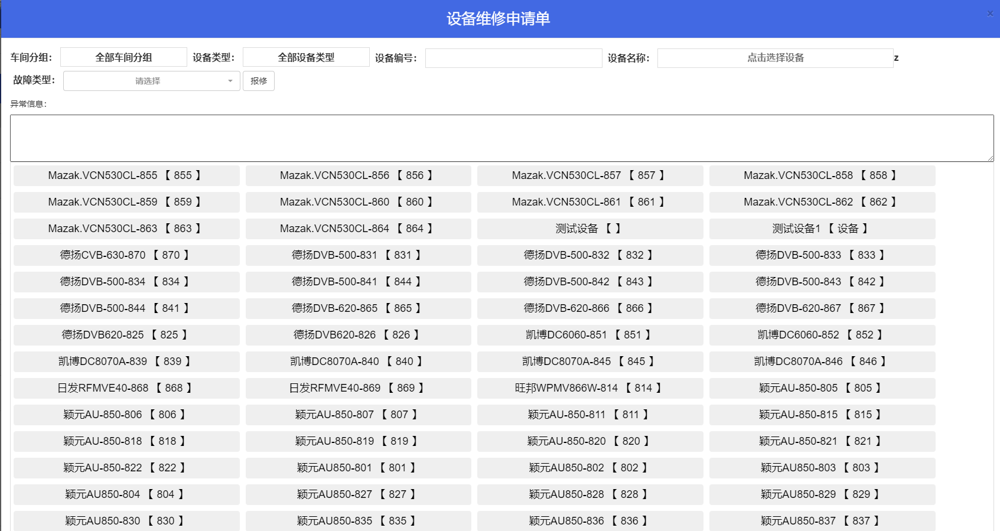 设备维修申请单
×
车间分组： 全部车间分组 设备类型： 全部设备类型 设备编号： 设备名称： 点击选择设备 z
故障类型： 请选择 报修
异常信息：
Mazak.VCN530CL-855 【 855 】 Mazak.VCN530CL-856 【 856 】 Mazak.VCN530CL-857 【 857 】 Mazak.VCN530CL-858 【 858 】
Mazak.VCN530CL-859 【 859 】 Mazak.VCN530CL-860 【 860 】 Mazak.VCN530CL-861 【 861 】 Mazak.VCN530CL-862 【 862 】
Mazak.VCN530CL-863 【 863 】 Mazak.VCN530CL-864 【 864 】 测试设备 【 】 测试设备1 【 设备 】
德扬CVB-630-870 【 870 】 德扬DVB-500-831 【 831 】 德扬DVB-500-832 【 832 】 德扬DVB-500-833 【 833 】
德扬DVB-500-834 【 834 】 德扬DVB-500-841 【 844 】 德扬DVB-500-842 【 843 】 德扬DVB-500-843 【 842 】
德扬DVB-500-844 【 841 】 德扬DVB-620-865 【 865 】 德扬DVB-620-866 【 866 】 德扬DVB-620-867 【 867 】
德扬DVB620-825 【 825 】 德扬DVB620-826 【 826 】 凯博DC6060-851 【 851 】 凯博DC6060-852 【 852 】
凯博DC8070A-839 【 839 】 凯博DC8070A-840 【 840 】 凯博DC8070A-845 【 845 】 凯博DC8070A-846 【 846 】
日发RFMVE40-868 【 868 】 日发RFMVE40-869 【 869 】 旺邦WPMV866W-814 【 814 】 颖元AU-850-805 【 805 】
颖元AU-850-806 【 806 】 颖元AU-850-807 【 807 】 颖元AU-850-811 【 811 】 颖元AU-850-815 【 815 】
颖元AU-850-818 【 818 】 颖元AU-850-819 【 819 】 颖元AU-850-820 【 820 】 颖元AU-850-821 【 821 】
颖元AU-850-822 【 822 】 颖元AU850-801 【 801 】 颖元AU850-802 【 802 】 颖元AU850-803 【 803 】
颖元AU850-804 【 804 】 颖元AU850-827 【 827 】 颖元AU850-828 【 828 】 颖元AU850-829 【 829 】
颖元AU850-830 【 830 】 颖元AU850-835 【 835 】 颖元AU850-836 【 836 】 颖元AU850-837 【 837 】